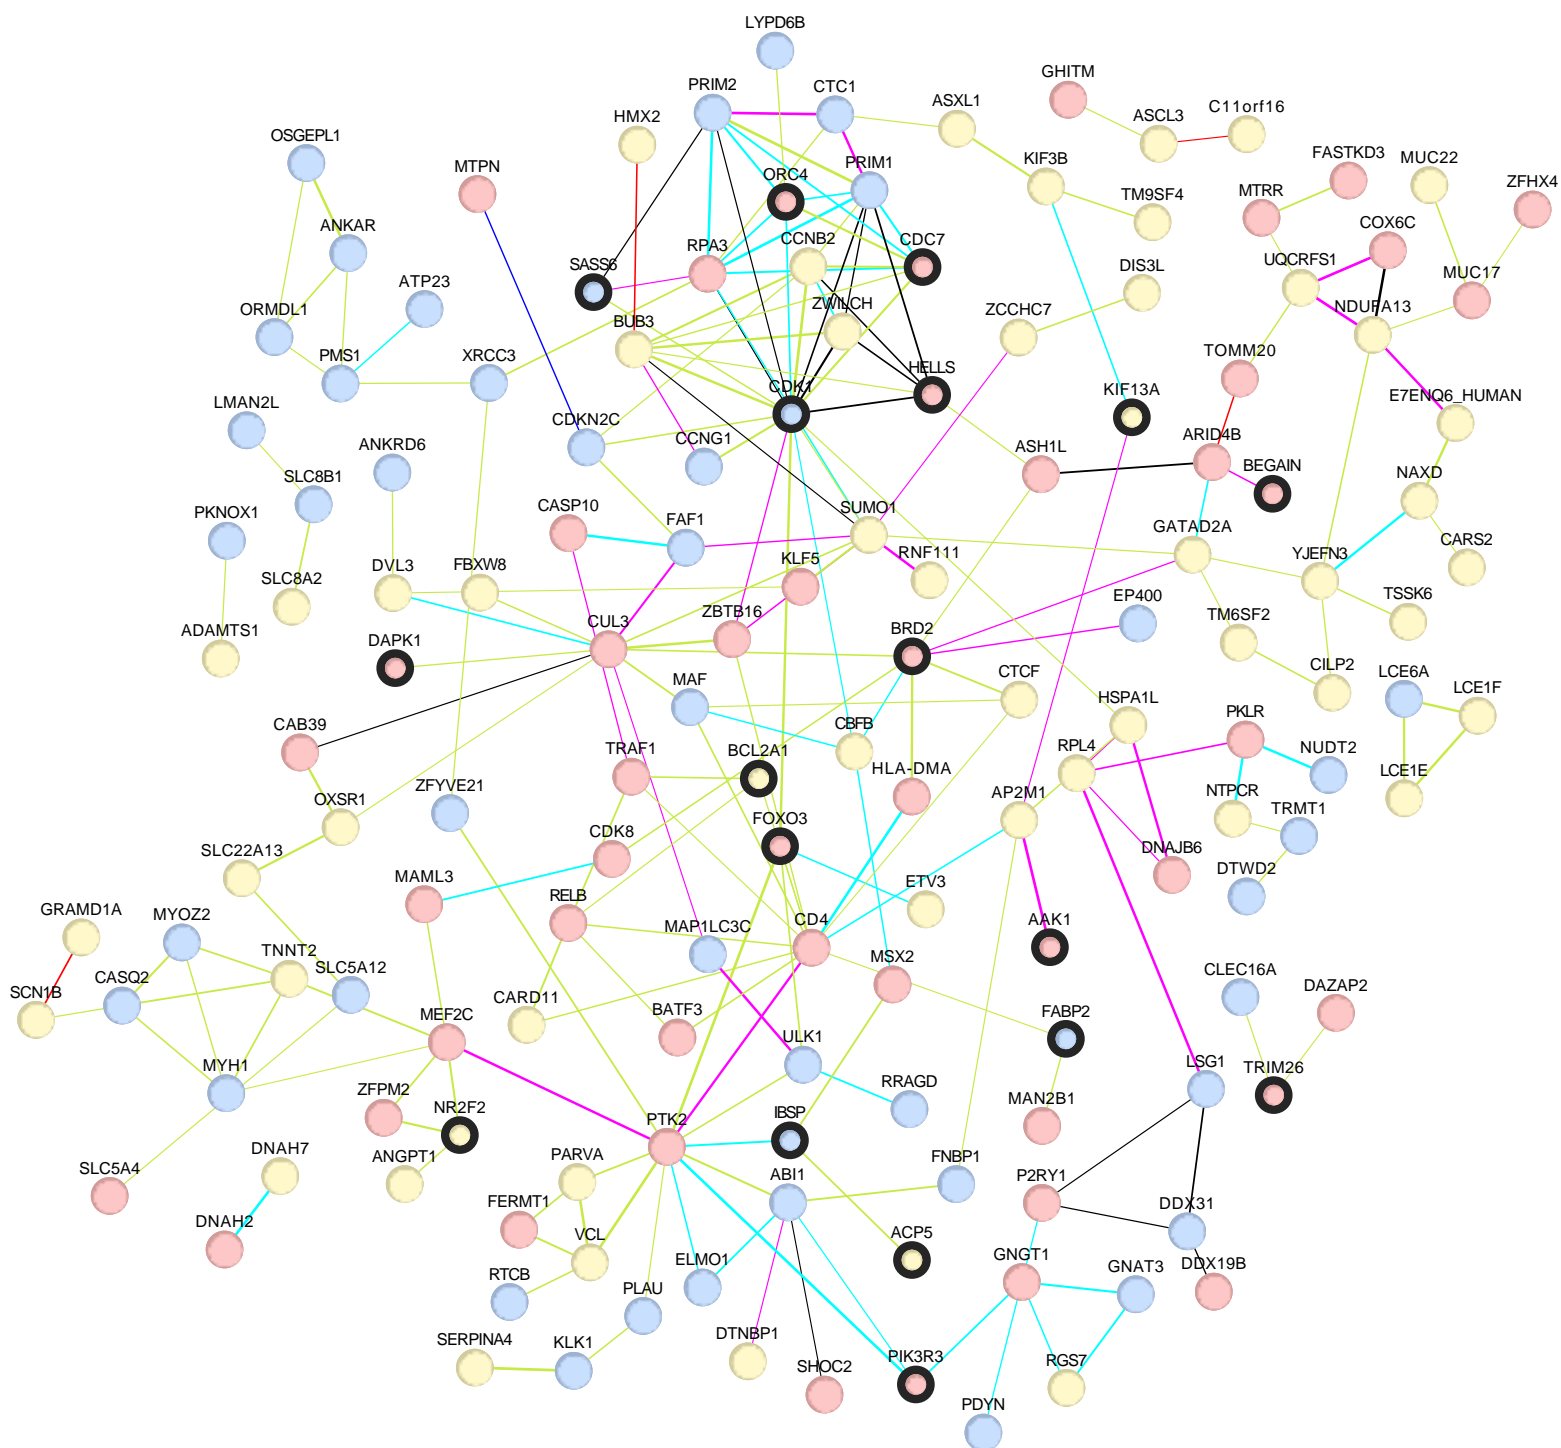 LYPD6B
GHITM
PRIM2
CTC1
ASXL1
C11orf16
HMX2
ASCL3
OSGEPL1
FASTKD3
MUC22
KIF3B
PRIM1
MTPN
ORC4
MTRR
ZFHX4
TM9SF4
ANKAR
COX6C
CCNB2
RPA3
CDC7
UQCRFS1
SASS6
DIS3L
MUC17
ATP23
NDUFA13
ZWILCH
ORMDL1
ZCCHC7
BUB3
PMS1
XRCC3
TOMM20
HELLS
CDK1
KIF13A
E7ENQ6_HUMAN
LMAN2L
CDKN2C
CCNG1
ARID4B
ANKRD6
ASH1L
BEGAIN
SLC8B1
NAXD
CASP10
FAF1
SUMO1
PKNOX1
GATAD2A
RNF111
CARS2
KLF5
YJEFN3
SLC8A2
DVL3
FBXW8
TSSK6
EP400
ZBTB16
TM6SF2
CUL3
BRD2
ADAMTS1
DAPK1
CILP2
MAF
CTCF
LCE6A
LCE1F
HSPA1L
PKLR
CAB39
CBFB
TRAF1
BCL2A1
RPL4
NUDT2
HLA-DMA
ZFYVE21
LCE1E
OXSR1
AP2M1
NTPCR
TRMT1
FOXO3
CDK8
SLC22A13
DNAJB6
DTWD2
MAML3
ETV3
RELB
GRAMD1A
MYOZ2
CD4
AAK1
TNNT2
MAP1LC3C
MSX2
CASQ2
SLC5A12
CLEC16A
SCN1B
DAZAP2
CARD11
BATF3
FABP2
MEF2C
ULK1
MYH1
LSG1
TRIM26
RRAGD
ZFPM2
MAN2B1
NR2F2
IBSP
PTK2
DNAH7
PARVA
ANGPT1
FNBP1
SLC5A4
ABI1
P2RY1
FERMT1
DDX31
DNAH2
VCL
ACP5
GNGT1
ELMO1
GNAT3
RTCB
PLAU
DDX19B
DTNBP1
SERPINA4
KLK1
SHOC2
PIK3R3
RGS7
PDYN